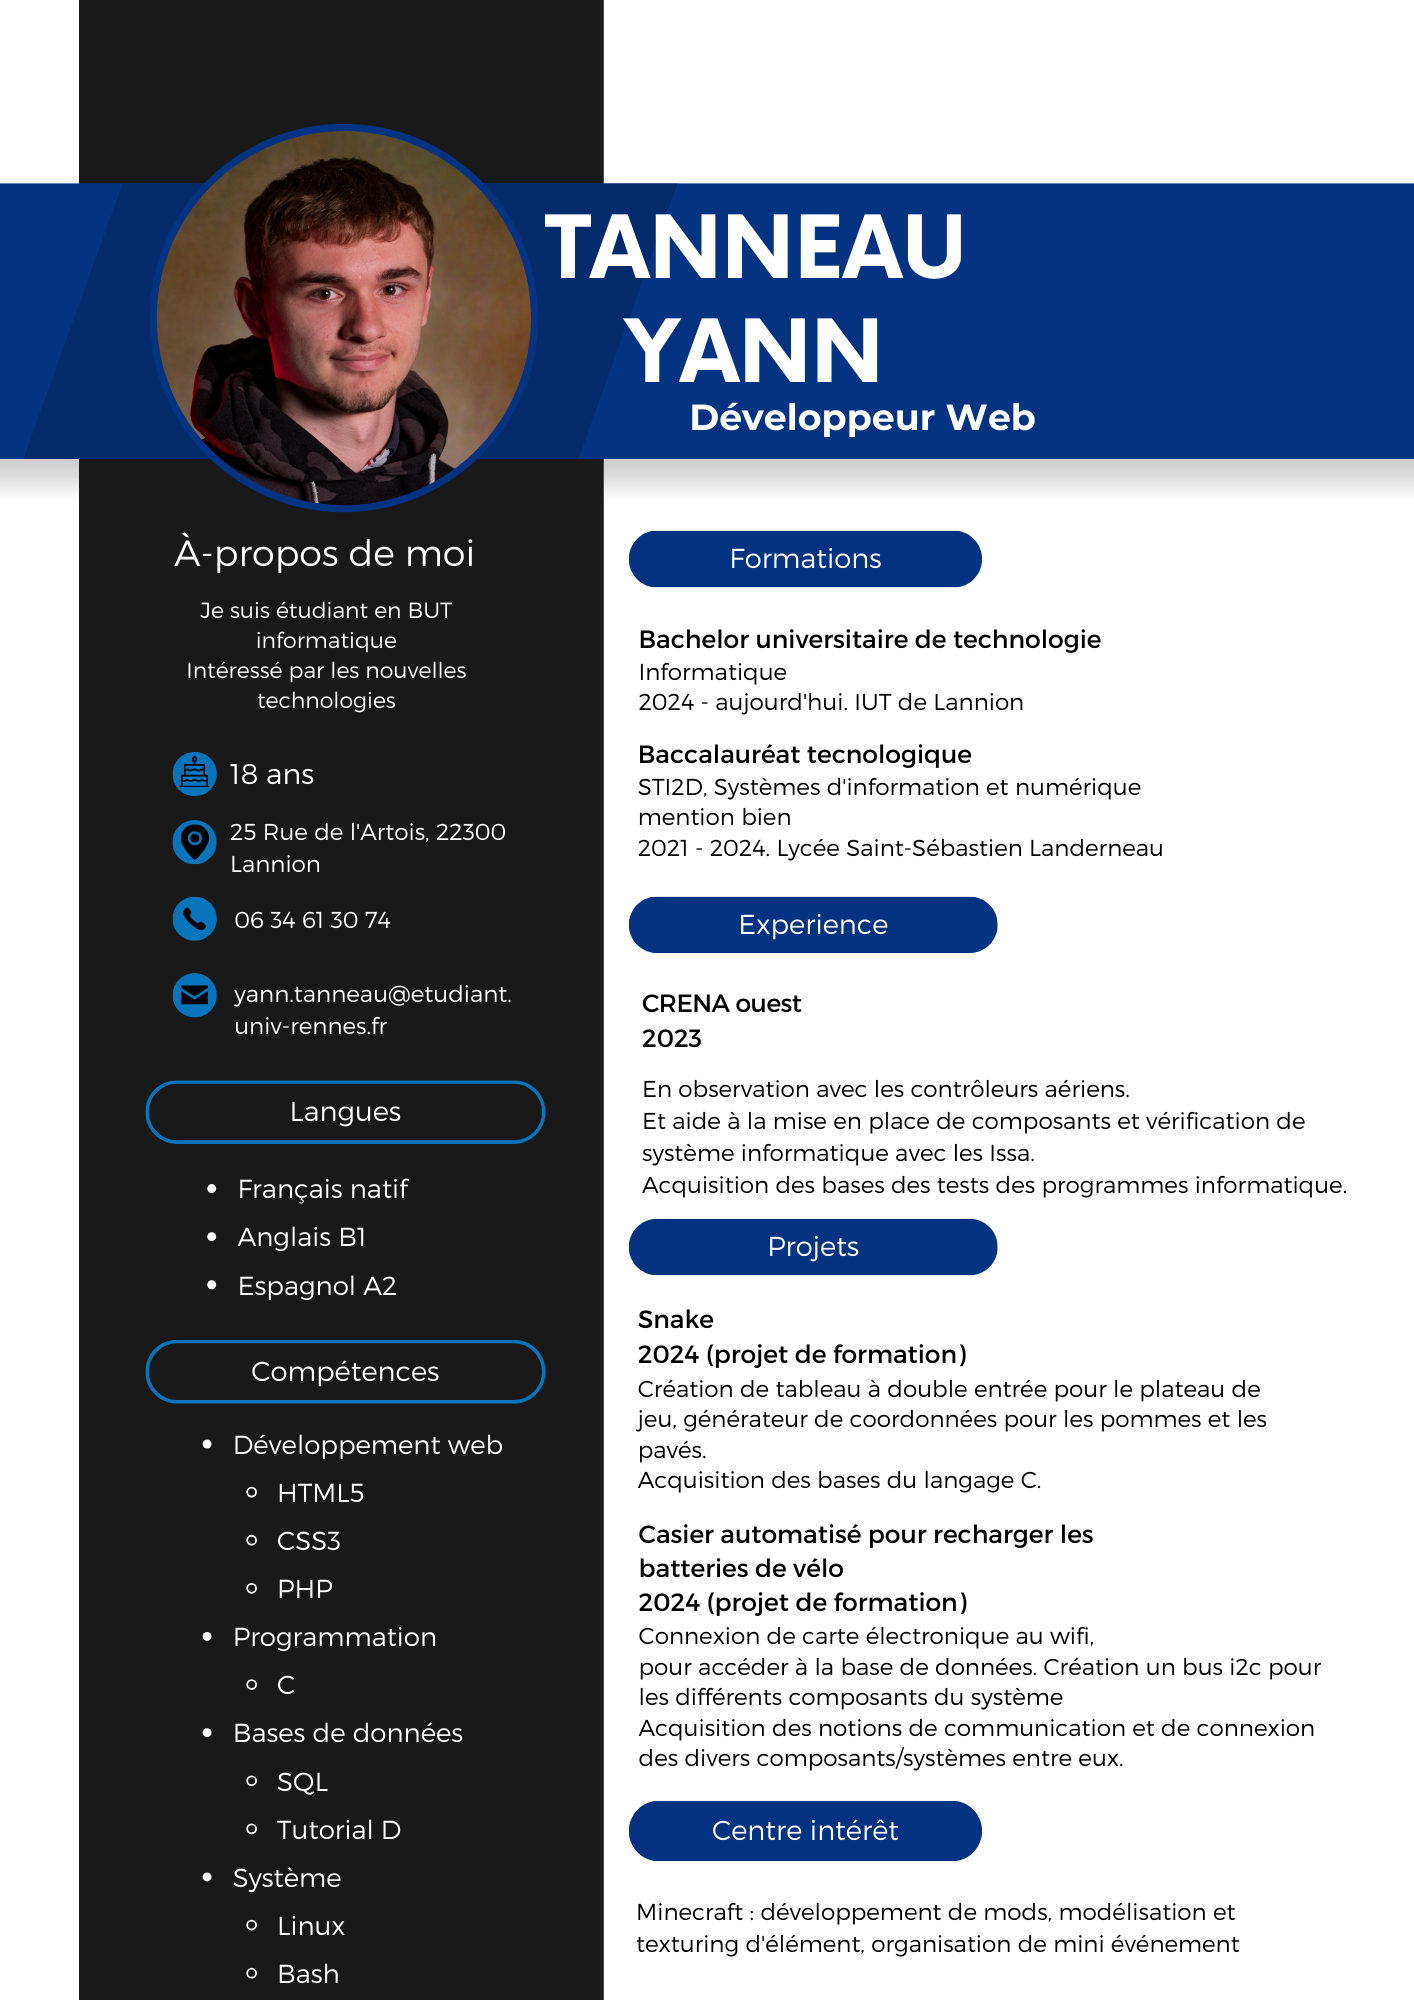 TANNEAU
YANN
Développeur Web
À-propos de moi
Je suis étudiant en BUT
informatique
Intéressé par les nouvelles
technologies
18 ans
25 Rue de l'Artois, 22300
Lannion
06 34 61 30 74
yann.tanneau@etudiant.
univ-rennes.fr
Langues
• Français natif
• Anglais B1
• Espagnol A2
Compétences
• Développement web
◦ HTML5
◦ CSS3
◦ PHP
• Programmation
◦ C
• Bases de données
◦ SQL
◦ Tutorial D
• Système
◦ Linux
◦ Bash
Formations
Bachelor universitaire de technologie
Informatique
2024 - aujourd'hui. IUT de Lannion
Baccalauréat tecnologique
STI2D, Systèmes d'information et numérique
mention bien
2021 - 2024. Lycée Saint-Sébastien Landerneau
Experience
CRENA ouest
2023
En observation avec les contrôleurs aériens.
Et aide à la mise en place de composants et vérification de
système informatique avec les Issa.
Acquisition des bases des tests des programmes informatique.
Projets
Snake
2024 (projet de formation)
Création de tableau à double entrée pour le plateau de
jeu, générateur de coordonnées pour les pommes et les
pavés.
Acquisition des bases du langage C.
Casier automatisé pour recharger les
batteries de vélo
2024 (projet de formation)
Connexion de carte électronique au wifi,
pour accéder à la base de données. Création un bus i2c pour
les différents composants du système
Acquisition des notions de communication et de connexion
des divers composants/systèmes entre eux.
Centre intérêt
Minecraft : développement de mods, modélisation et
texturing d'élément, organisation de mini événement